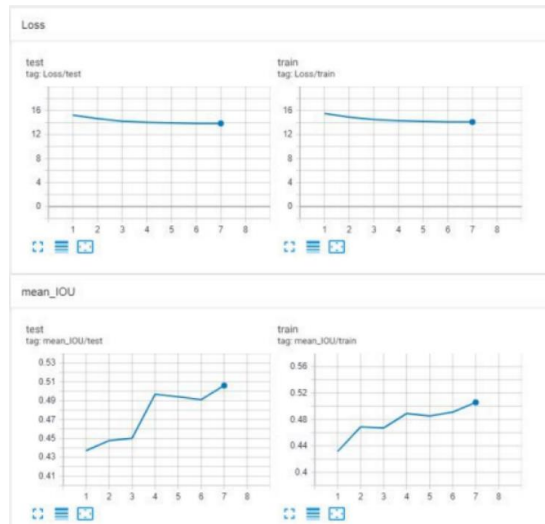 Loss
test
tag: Loss/test
16
12
8
4
0
1 2 3 4 5 6 7 8
train
tag: Loss/train
16
12
8
4
0
1 2 3 4 5 6 7 8
mean_IOU
test
tag: mean_IOU/test
0.53
0.51
0.49
0.47
0.45
0.43
0.41
1 2 3 4 5 6 7 8
train
tag: mean_IOU/train
0.56
0.52
0.48
0.44
0.4
1 2 3 4 5 6 7 8